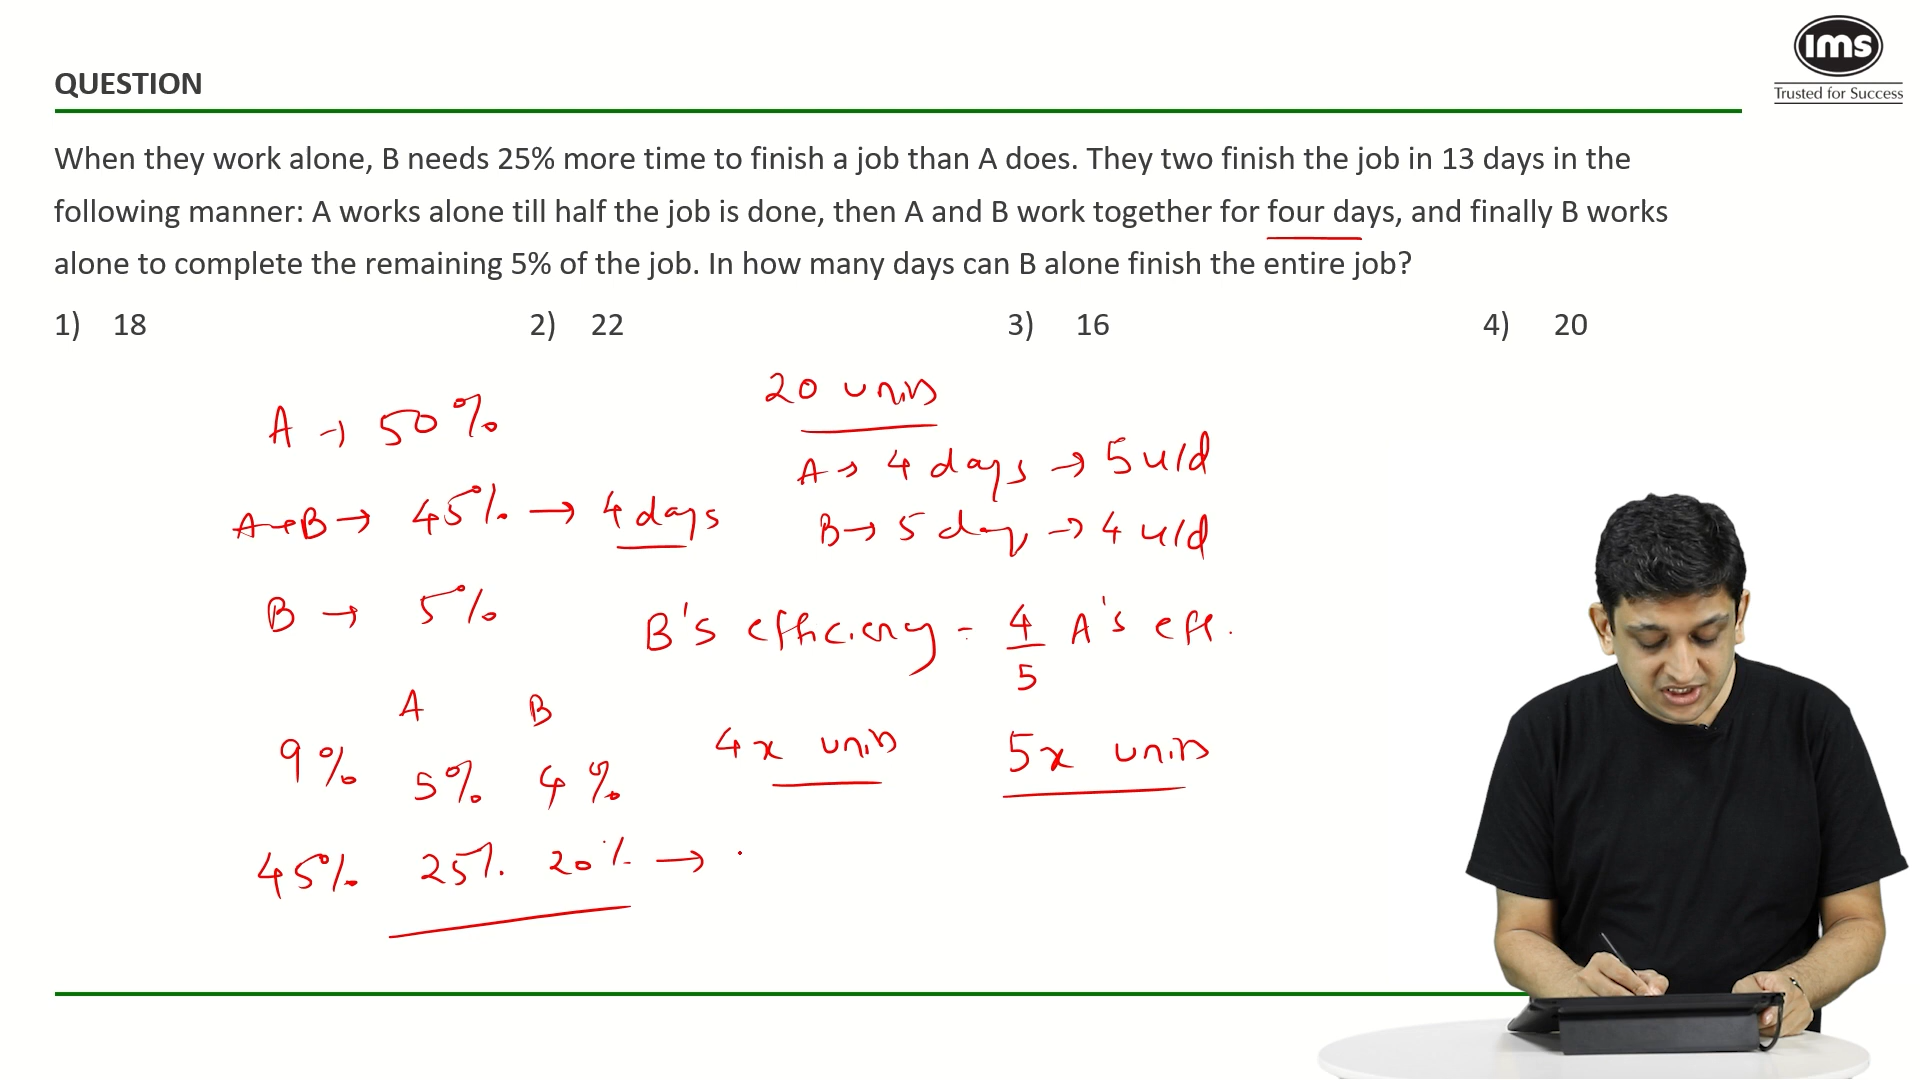 ims
Trusted for Success
QUESTION
When they work alone, B needs 25% more time to finish a job than A does. They two finish the job in 13 days in the
following manner: A works alone till half the job is done, then A and B work together for four days, and finally B works
alone to complete the remaining 5% of the job. In how many days can B alone finish the entire job?
1) 18 2) 22 3) 16 4) 20
20 units
A → 50%
A → 4 days → 5 u/d
A+B → 45% → 4 days
B → 5 day → 4 u/d
B → 5%
B's efficiency = 4/5 A's eff.
A B
9% 5% 4%
4x units 5x units
45% 25% 20% →